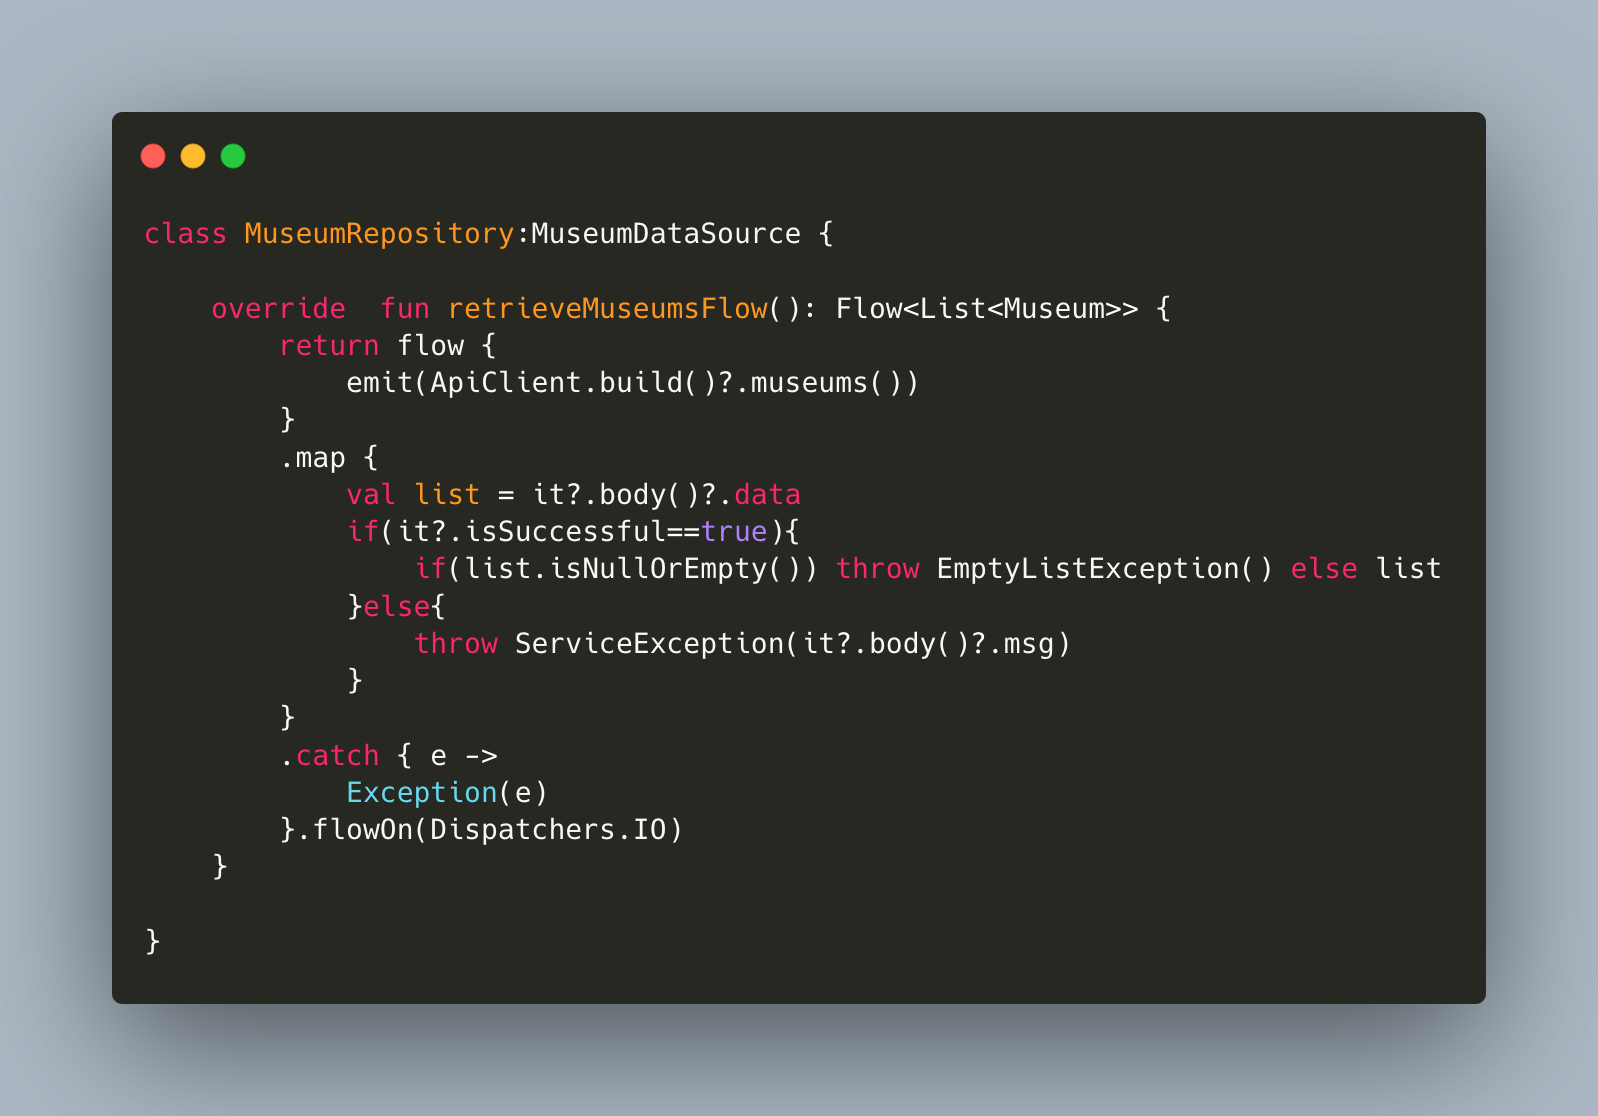 class MuseumRepository:MuseumDataSource {
    override  fun retrieveMuseumsFlow(): Flow<List<Museum>> {
        return flow {
            emit(ApiClient.build()?.museums())
        }
        .map {
            val list = it?.body()?.data
            if(it?.isSuccessful==true){
                if(list.isNullOrEmpty()) throw EmptyListException() else list
            }else{
                throw ServiceException(it?.body()?.msg)
            }
        }
        .catch { e ->
            Exception(e)
        }.flowOn(Dispatchers.IO)
    }
}